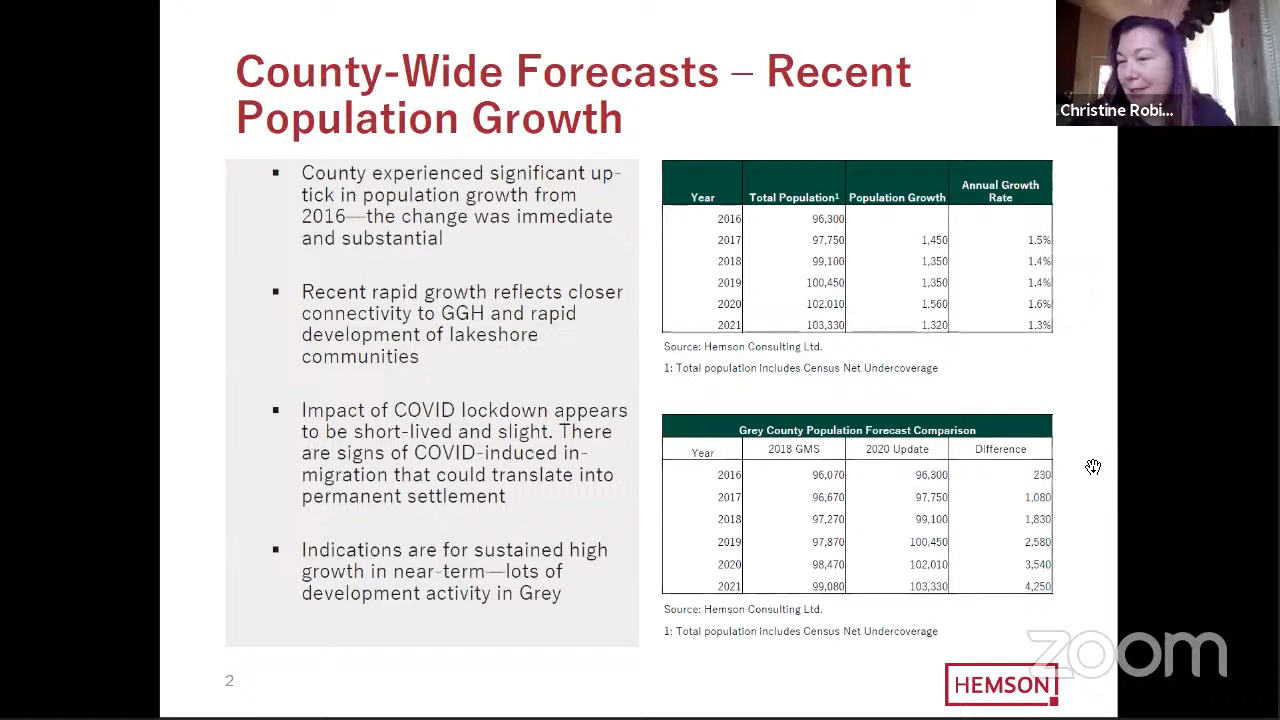 County-Wide Forecasts – Recent
Population Growth
Christine Robi...
▪ County experienced significant up-
tick in population growth from
2016—the change was immediate
and substantial
▪ Recent rapid growth reflects closer
connectivity to GGH and rapid
development of lakeshore
communities
▪ Impact of COVID lockdown appears
to be short-lived and slight. There
are signs of COVID-induced in-
migration that could translate into
permanent settlement
▪ Indications are for sustained high
growth in near-term—lots of
development activity in Grey
Year Total Population¹ Population Growth Annual Growth
Rate
2016 96,300
2017 97,750 1,450 1.5%
2018 99,100 1,350 1.4%
2019 100,450 1,350 1.4%
2020 102,010 1,560 1.6%
2021 103,330 1,320 1.3%
Source: Hemson Consulting Ltd.
1: Total population includes Census Net Undercoverage
Grey County Population Forecast Comparison
Year 2018 GMS 2020 Update Difference
2016 96,070 96,300 230
2017 96,670 97,750 1,080
2018 97,270 99,100 1,830
2019 97,870 100,450 2,580
2020 98,470 102,010 3,540
2021 99,080 103,330 4,250
Source: Hemson Consulting Ltd.
1: Total population includes Census Net Undercoverage
zoom
2
HEMSON